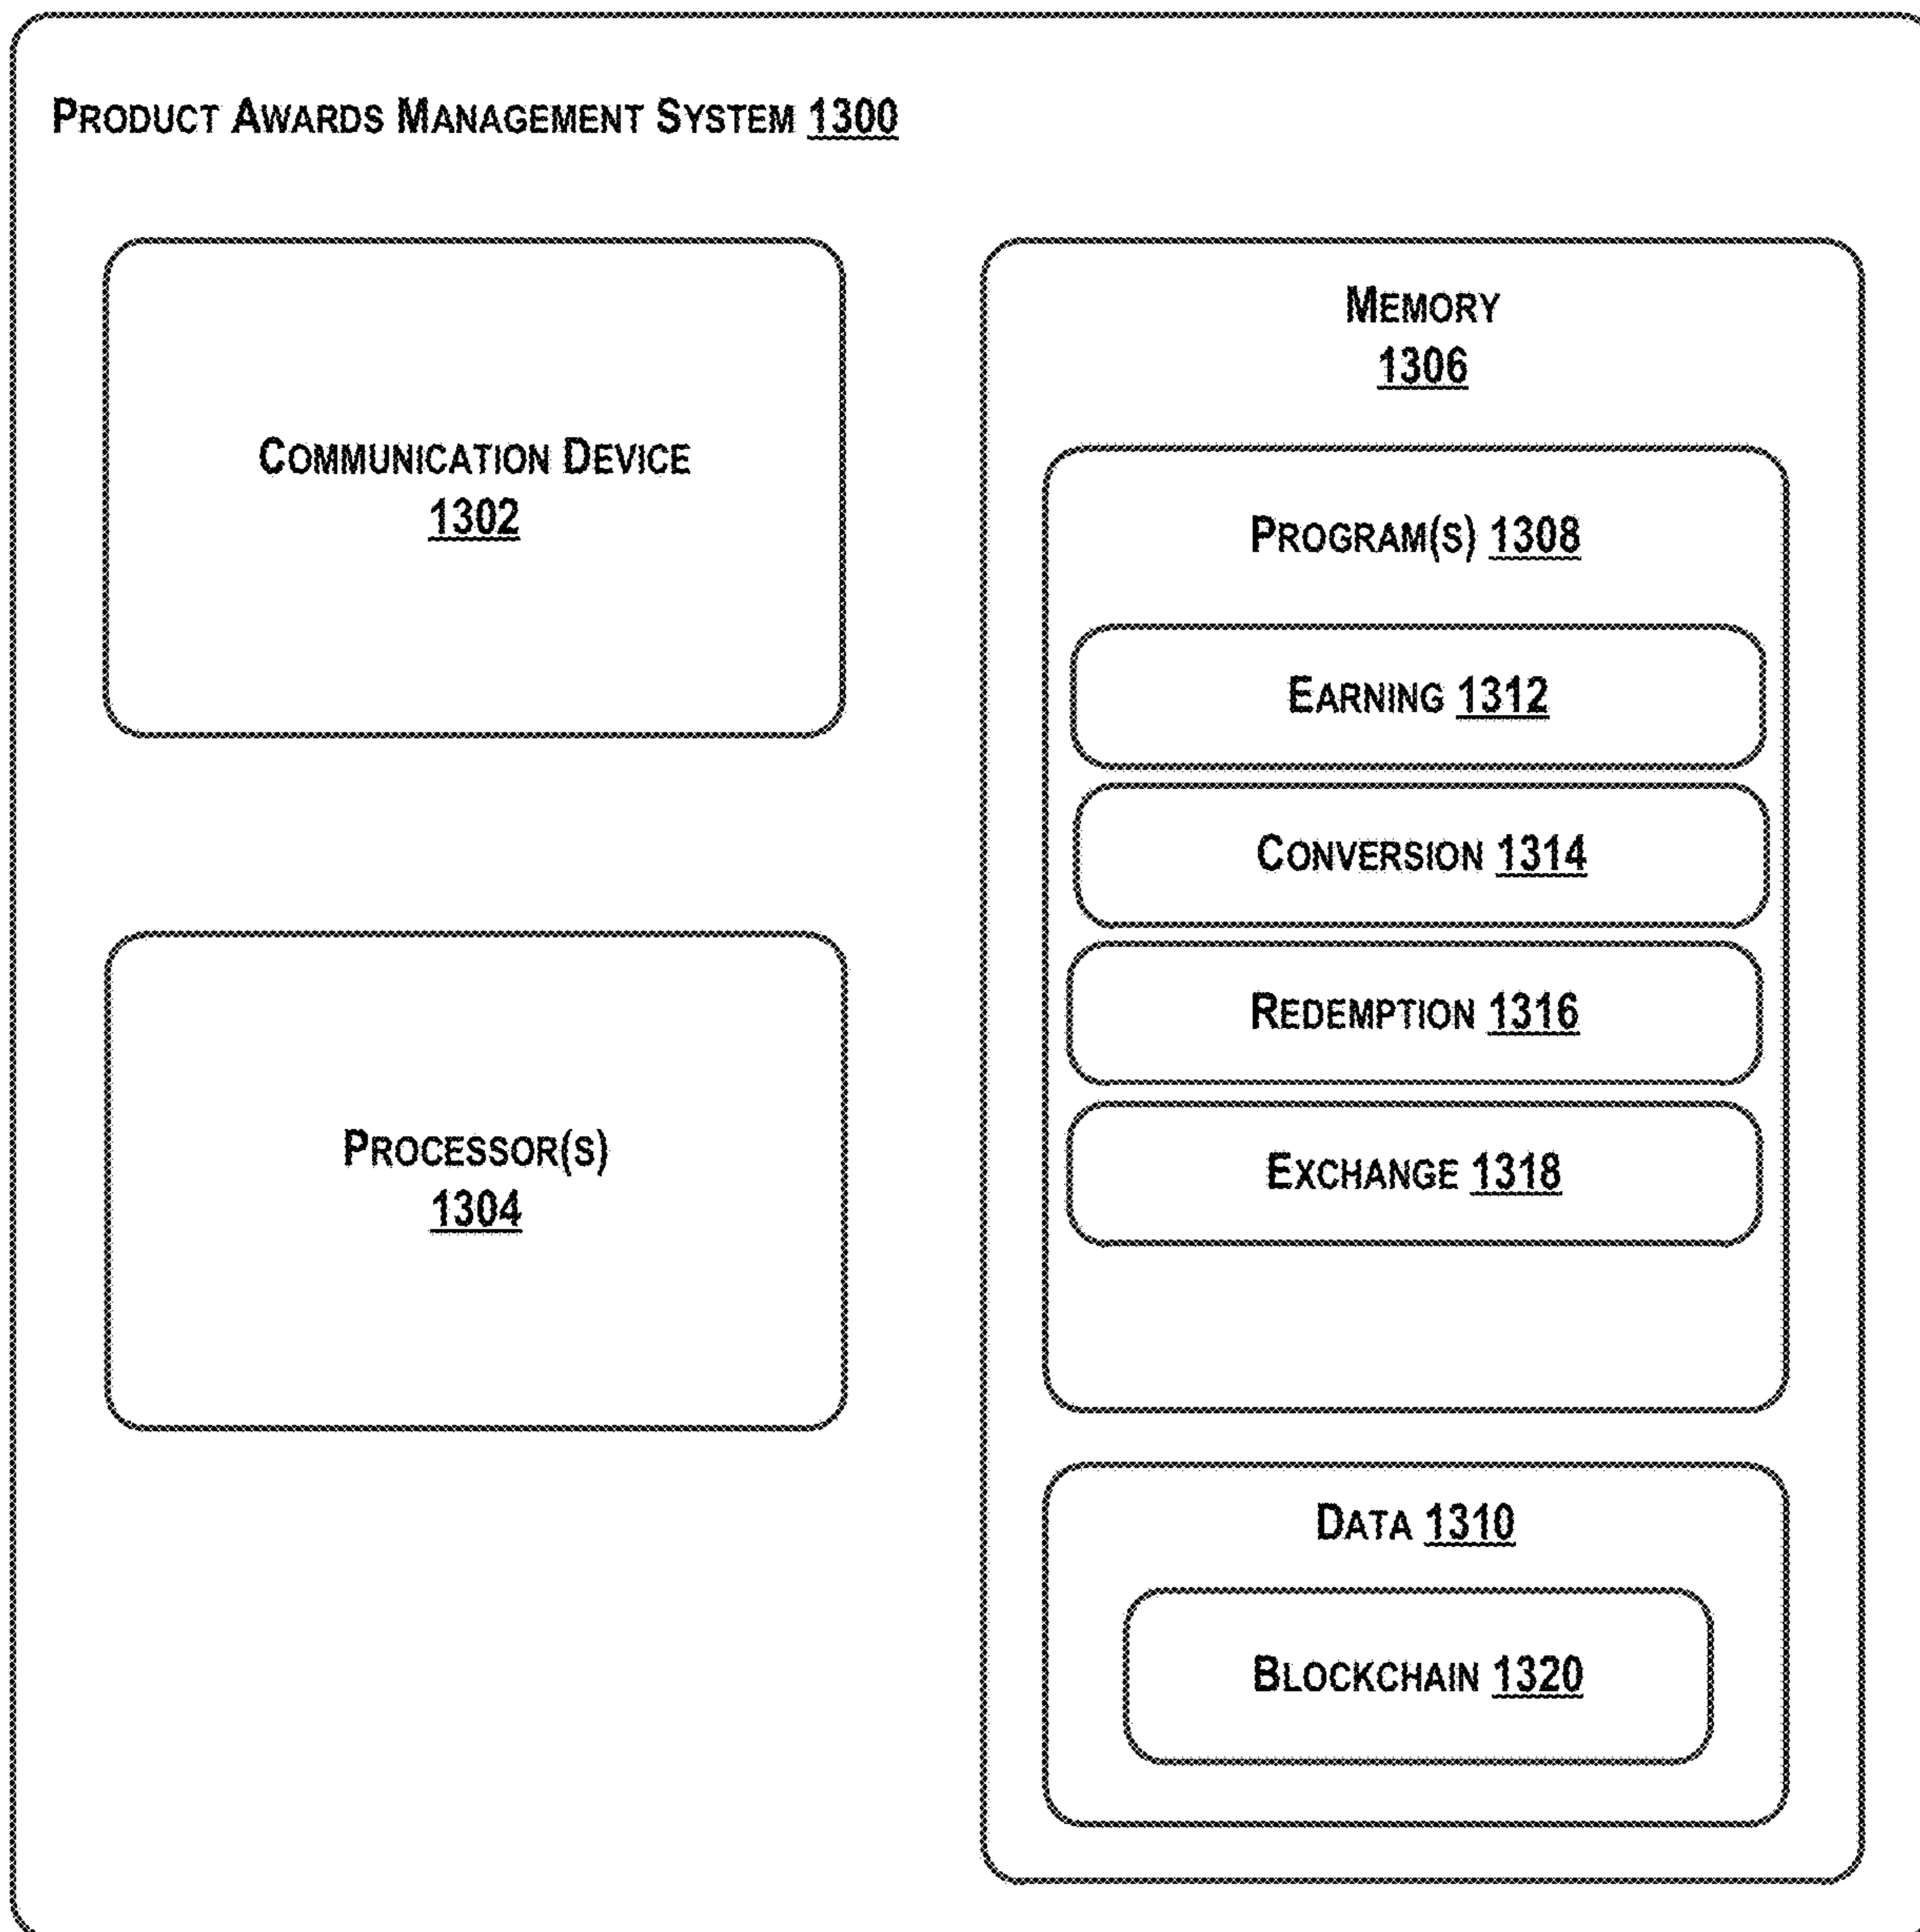 PRODUCT AWARDS MANAGEMENT SYSTEM 1300
COMMUNICATION DEVICE
1302
PROCESSOR(S)
1304
MEMORY
1306
PROGRAM(S) 1308
EARNING 1312
CONVERSION 1314
REDEMPTION 1316
EXCHANGE 1318
DATA 1310
BLOCKCHAIN 1320